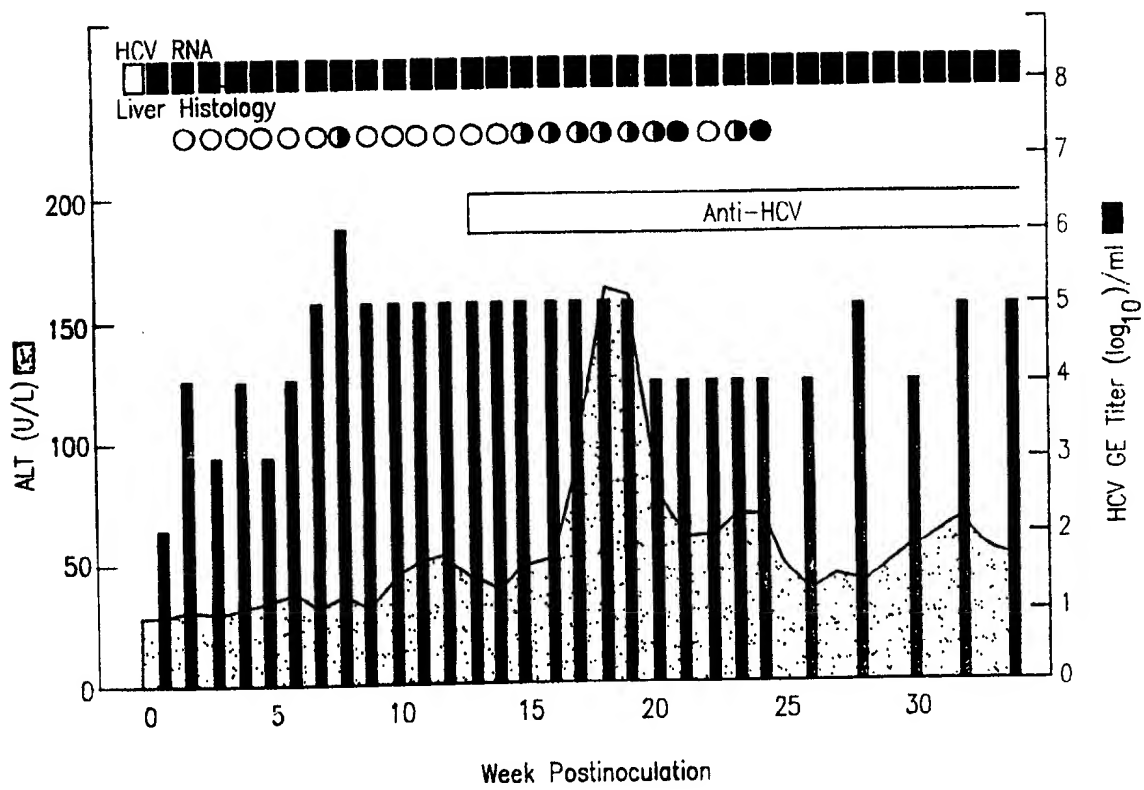 HCV RNA
Liver Histology
Anti-HCV
200
150
100
50
0
ALT (U/L)
8
7
6
5
4
3
2
1
0
HCV GE Titer (log10)/ml
0 5 10 15 20 25 30
Week Postinoculation